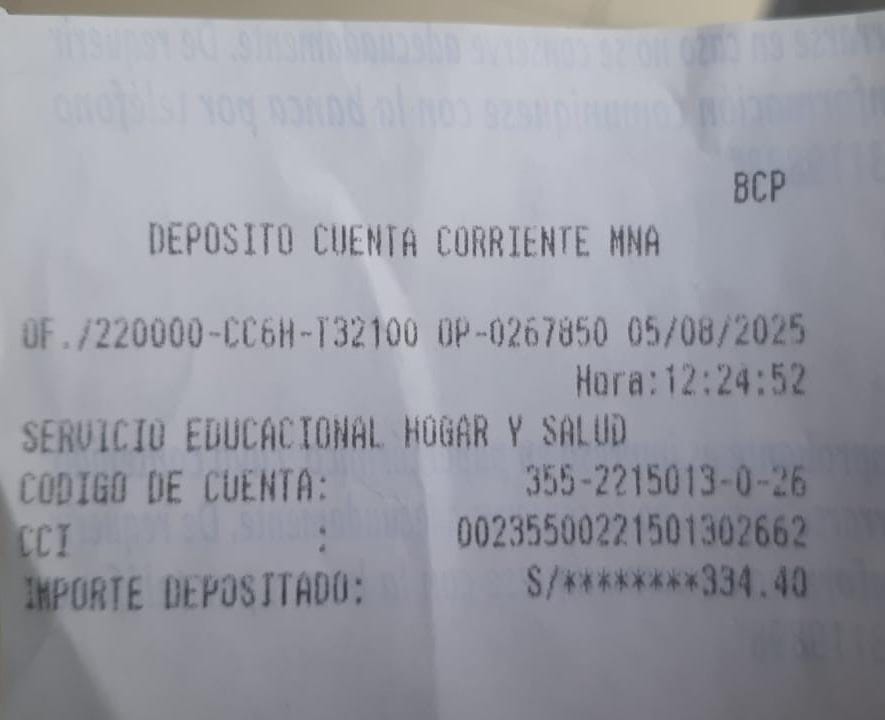 BCP
DEPOSITO CUENTA CORRIENTE MNA
OF./220000-CC6H-T32100 OP-0267850 05/08/2025
Hora:12:24:52
SERVICIO EDUCACIONAL HOGAR Y SALUD
CODIGO DE CUENTA: 355-2215013-0-26
CCI : 00235500221501302662
IMPORTE DEPOSITADO: S/********334.40